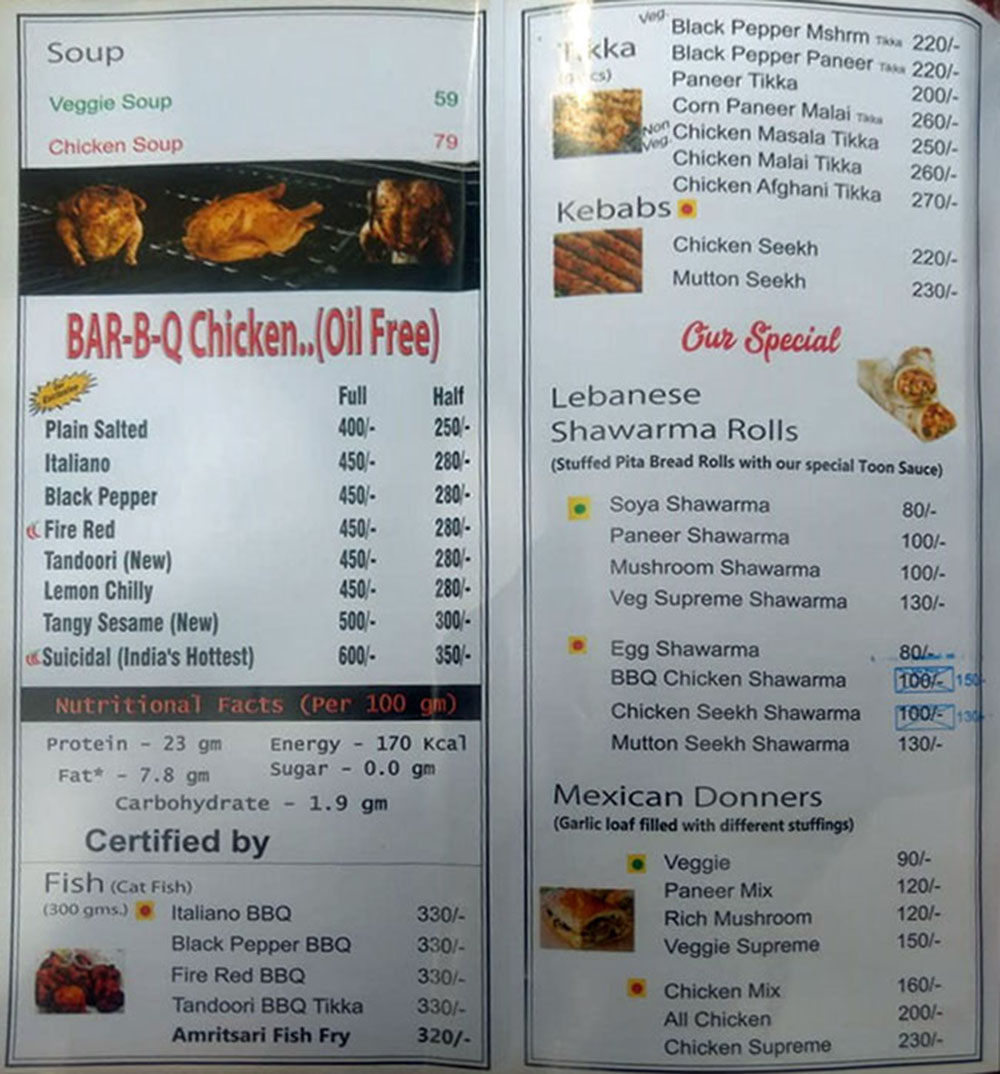 Soup
Veggie Soup 59
Chicken Soup 79
BAR-B-Q Chicken..(Oil Free)
Our Exclusive
Full Half
Plain Salted 400/- 250/-
Italiano 450/- 280/-
Black Pepper 450/- 280/-
Fire Red 450/- 280/-
Tandoori (New) 450/- 280/-
Lemon Chilly 450/- 280/-
Tangy Sesame (New) 500/- 300/-
Suicidal (India's Hottest) 600/- 350/-
Nutritional Facts (Per 100 gm)
Protein - 23 gm Energy - 170 Kcal
Fat* - 7.8 gm Sugar - 0.0 gm
Carbohydrate - 1.9 gm
Certified by
Fish (Cat Fish)
(300 gms.) Italiano BBQ 330/-
Black Pepper BBQ 330/-
Fire Red BBQ 330/-
Tandoori BBQ Tikka 330/-
Amritsari Fish Fry 320/-
Tikka
Veg. Black Pepper Mshrm Tikka 220/-
Black Pepper Paneer Tikka 220/-
Paneer Tikka 200/-
Corn Paneer Malai Tikka 260/-
Non Veg. Chicken Masala Tikka 250/-
Chicken Malai Tikka 260/-
Chicken Afghani Tikka 270/-
Kebabs
Chicken Seekh 220/-
Mutton Seekh 230/-
Our Special
Lebanese
Shawarma Rolls
(Stuffed Pita Bread Rolls with our special Toon Sauce)
Soya Shawarma 80/-
Paneer Shawarma 100/-
Mushroom Shawarma 100/-
Veg Supreme Shawarma 130/-
Egg Shawarma 80/-
BBQ Chicken Shawarma 100/- 150
Chicken Seekh Shawarma 100/- 130
Mutton Seekh Shawarma 130/-
Mexican Donners
(Garlic loaf filled with different stuffings)
Veggie 90/-
Paneer Mix 120/-
Rich Mushroom 120/-
Veggie Supreme 150/-
Chicken Mix 160/-
All Chicken 200/-
Chicken Supreme 230/-